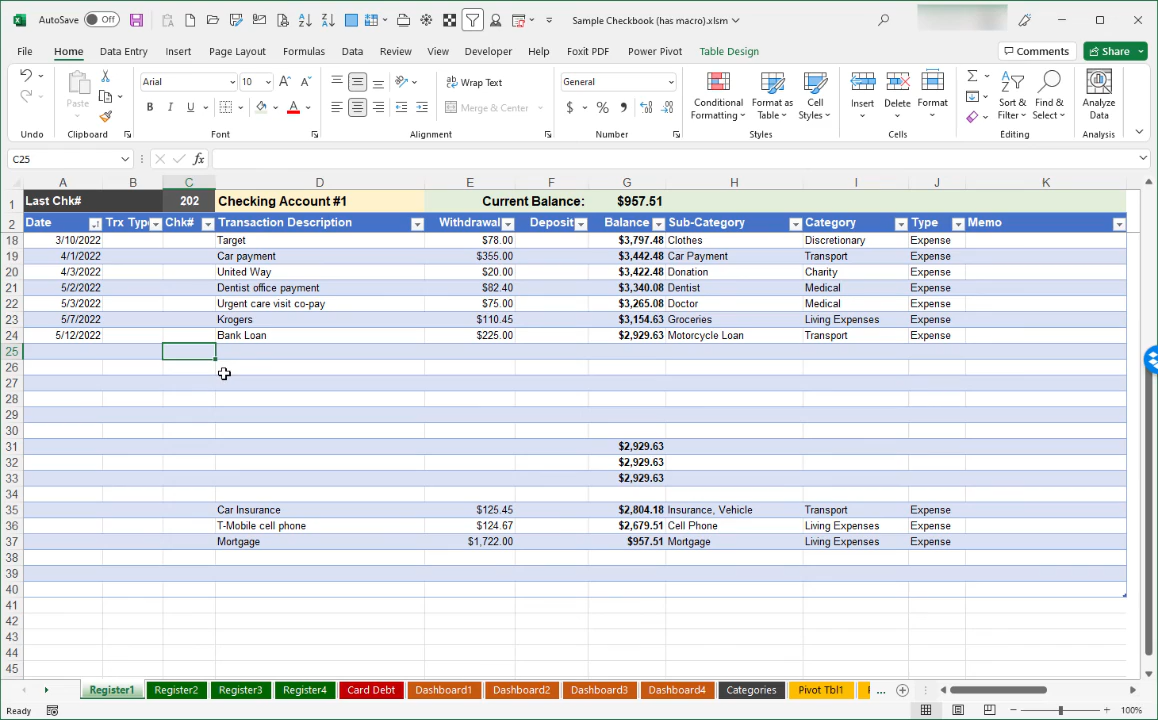 AutoSave Off Sample Checkbook (has macro).xlsm
File Home Data Entry Insert Page Layout Formulas Data Review View Developer Help Foxit PDF Power Pivot Table Design Comments Share
Paste Arial 10 Wrap Text General Conditional Formatting Format as Table Cell Styles Insert Delete Format Sort & Filter Find & Select Analyze Data
B I U A Merge & Center $ % 9
Undo Clipboard Font Alignment Number Styles Cells Editing Analysis
C25 fx
A B C D E F G H I J K
1 Last Chk# 202 Checking Account #1 Current Balance: $957.51
2 Date Trx Typ Chk# Transaction Description Withdrawal Deposit Balance Sub-Category Category Type Memo
18 3/10/2022 Target $78.00 $3,797.48 Clothes Discretionary Expense
19 4/1/2022 Car payment $355.00 $3,442.48 Car Payment Transport Expense
20 4/3/2022 United Way $20.00 $3,422.48 Donation Charity Expense
21 5/2/2022 Dentist office payment $82.40 $3,340.08 Dentist Medical Expense
22 5/3/2022 Urgent care visit co-pay $75.00 $3,265.08 Doctor Medical Expense
23 5/7/2022 Krogers $110.45 $3,154.63 Groceries Living Expenses Expense
24 5/12/2022 Bank Loan $225.00 $2,929.63 Motorcycle Loan Transport Expense
25
26
27
28
29
30
31 $2,929.63
32 $2,929.63
33 $2,929.63
34
35 Car Insurance $125.45 $2,804.18 Insurance, Vehicle Transport Expense
36 T-Mobile cell phone $124.67 $2,679.51 Cell Phone Living Expenses Expense
37 Mortgage $1,722.00 $957.51 Mortgage Living Expenses Expense
38
39
40
41
42
43
44
45
Register1 Register2 Register3 Register4 Card Debt Dashboard1 Dashboard2 Dashboard3 Dashboard4 Categories Pivot Tbl1 ...
Ready 100%